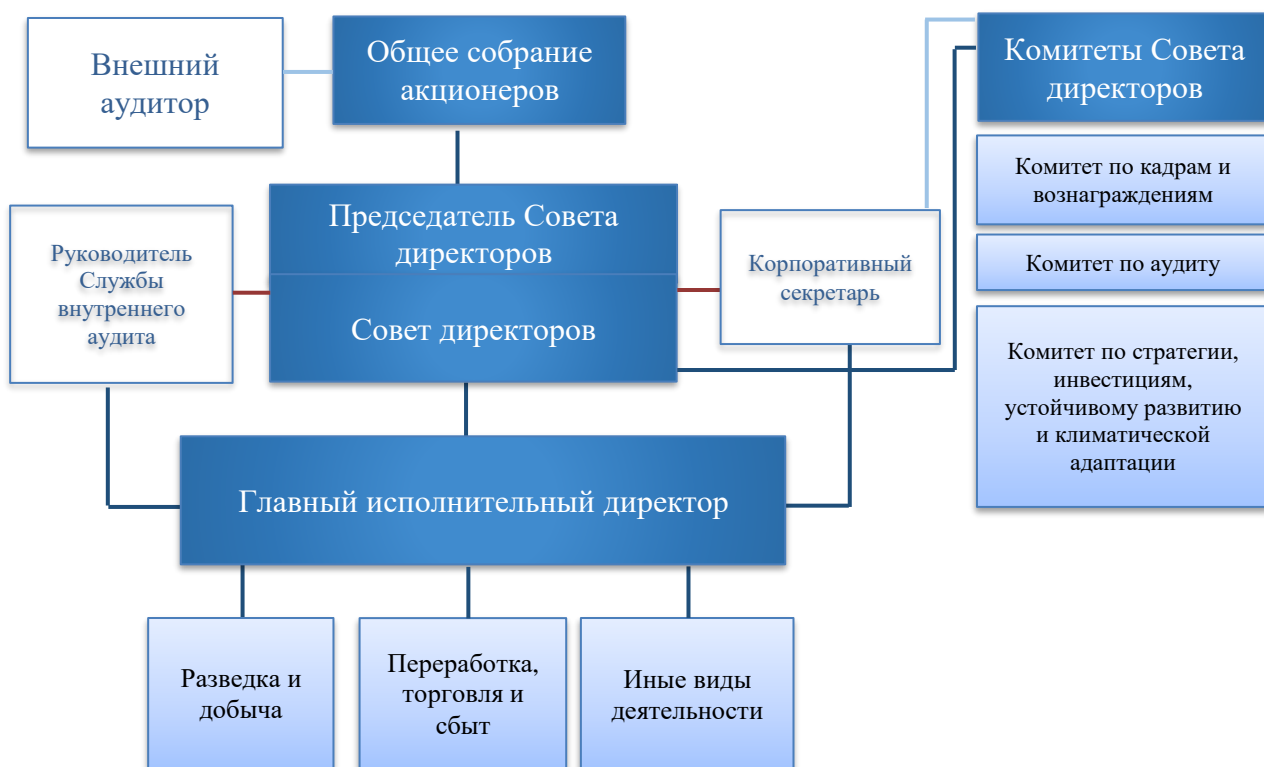 Внешний
аудитор
Общее собрание
акционеров
Комитеты Совета
директоров
Комитет по кадрам и
вознаграждениям
Комитет по аудиту
Комитет по стратегии,
инвестициям,
устойчивому развитию
и климатической
адаптации
Председатель Совета
директоров
Совет директоров
Руководитель
Службы
внутреннего
аудита
Корпоративный
секретарь
Главный исполнительный директор
Разведка и
добыча
Переработка,
торговля и
сбыт
Иные виды
деятельности